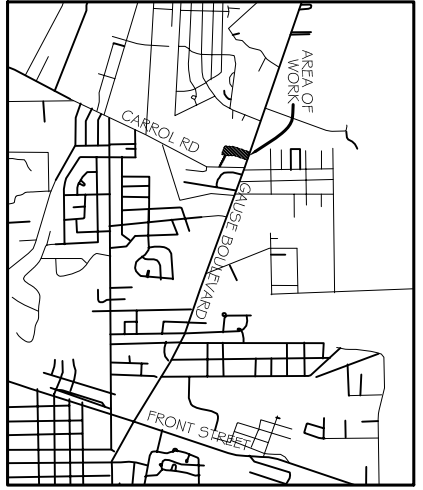 AREA OF
WORK
CARROL RD
GAUSE BOULEVARD
FRONT STREET